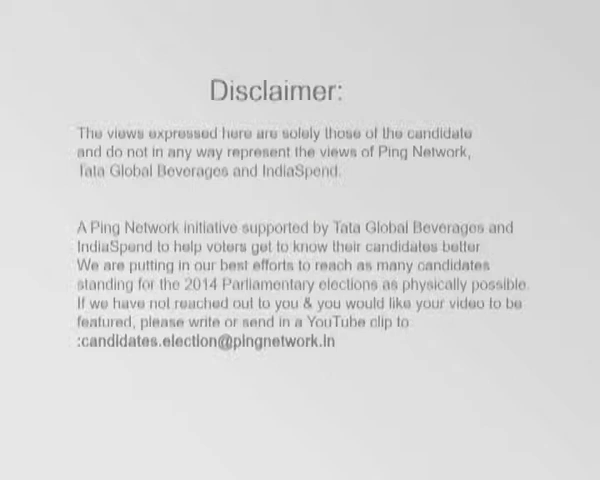 Disclaimer:
The views expressed here are solely those of the candidate
and do not in any way represent the views of Ping Network,
Tata Global Beverages and IndiaSpend.
A Ping Network initiative supported by Tata Global Beverages and
IndiaSpend to help voters get to know their candidates better
We are putting in our best efforts to reach as many candidates
standing for the 2014 Parliamentary elections as physically possible.
If we have not reached out to you & you would like your video to be
featured, please write or send in a YouTube clip to
:candidates.election@pingnetwork.in